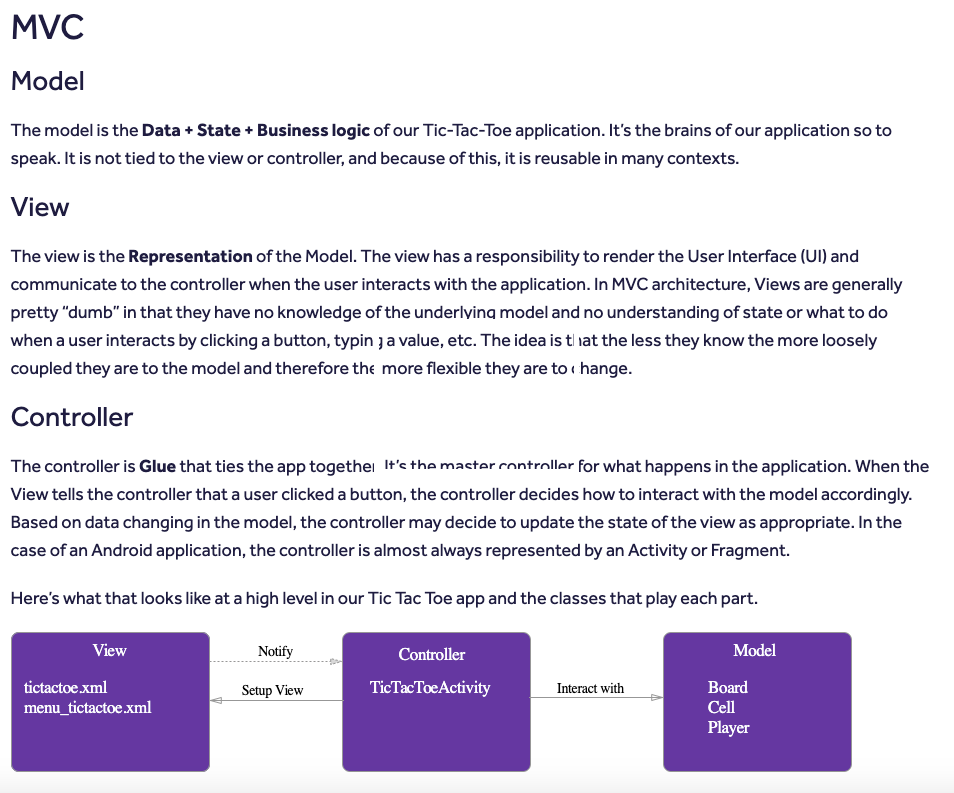 MVC
Model
The model is the Data + State + Business logic of our Tic-Tac-Toe application. It's the brains of our application so to
speak. It is not tied to the view or controller, and because of this, it is reusable in many contexts.
View
The view is the Representation of the Model. The view has a responsibility to render the User Interface (UI) and
communicate to the controller when the user interacts with the application. In MVC architecture, Views are generally
pretty “dumb” in that they have no knowledge of the underlying model and no understanding of state or what to do
when a user interacts by clicking a button, typing a value, etc. The idea is that the less they know the more loosely
coupled they are to the model and therefore the more flexible they are to change.
Controller
The controller is Glue that ties the app together It's the master controller for what happens in the application. When the
View tells the controller that a user clicked a button, the controller decides how to interact with the model accordingly.
Based on data changing in the model, the controller may decide to update the state of the view as appropriate. In the
case of an Android application, the controller is almost always represented by an Activity or Fragment.
Here's what that looks like at a high level in our Tic Tac Toe app and the classes that play each part.
View
tictactoe.xml
menu_tictactoe.xml
Notify
Setup View
Controller
TicTacToeActivity
Interact with
Model
Board
Cell
Player